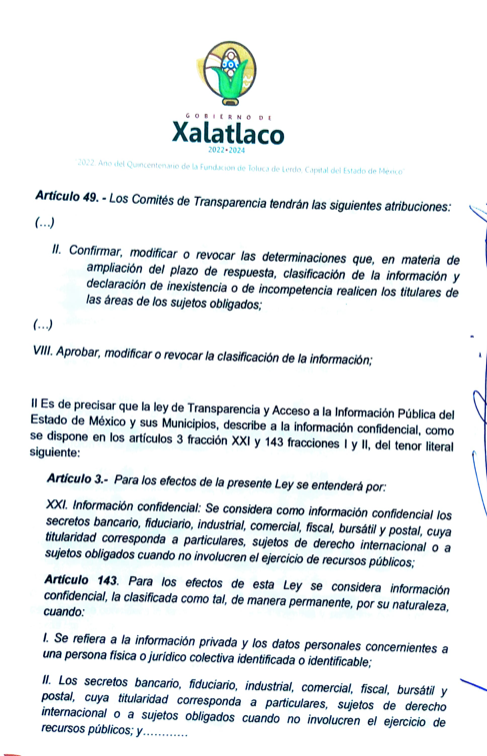 GOBIERNO DE
Xalatlaco
2022-2024
"2022. Año del Quincentenario de la Fundación de Toluca de Lerdo, Capital del Estado de México"
Artículo 49. - Los Comités de Transparencia tendrán las siguientes atribuciones:
(...)
II. Confirmar, modificar o revocar las determinaciones que, en materia de
ampliación del plazo de respuesta, clasificación de la información y
declaración de inexistencia o de incompetencia realicen los titulares de
las áreas de los sujetos obligados;
(...)
VIII. Aprobar, modificar o revocar la clasificación de la información;
II Es de precisar que la ley de Transparencia y Acceso a la Información Pública del
Estado de México y sus Municipios, describe a la información confidencial, como
se dispone en los artículos 3 fracción XXI y 143 fracciones I y II, del tenor literal
siguiente:
Artículo 3.- Para los efectos de la presente Ley se entenderá por:
XXI. Información confidencial: Se considera como información confidencial los
secretos bancario, fiduciario, industrial, comercial, fiscal, bursátil y postal, cuya
titularidad corresponda a particulares, sujetos de derecho internacional o a
sujetos obligados cuando no involucren el ejercicio de recursos públicos;
Artículo 143. Para los efectos de esta Ley se considera información
confidencial, la clasificada como tal, de manera permanente, por su naturaleza,
cuando:
I. Se refiera a la información privada y los datos personales concernientes a
una persona física o jurídico colectiva identificada o identificable;
II. Los secretos bancario, fiduciario, industrial, comercial, fiscal, bursátil y
postal, cuya titularidad corresponda a particulares, sujetos de derecho
internacional o a sujetos obligados cuando no involucren el ejercicio de
recursos públicos; y............